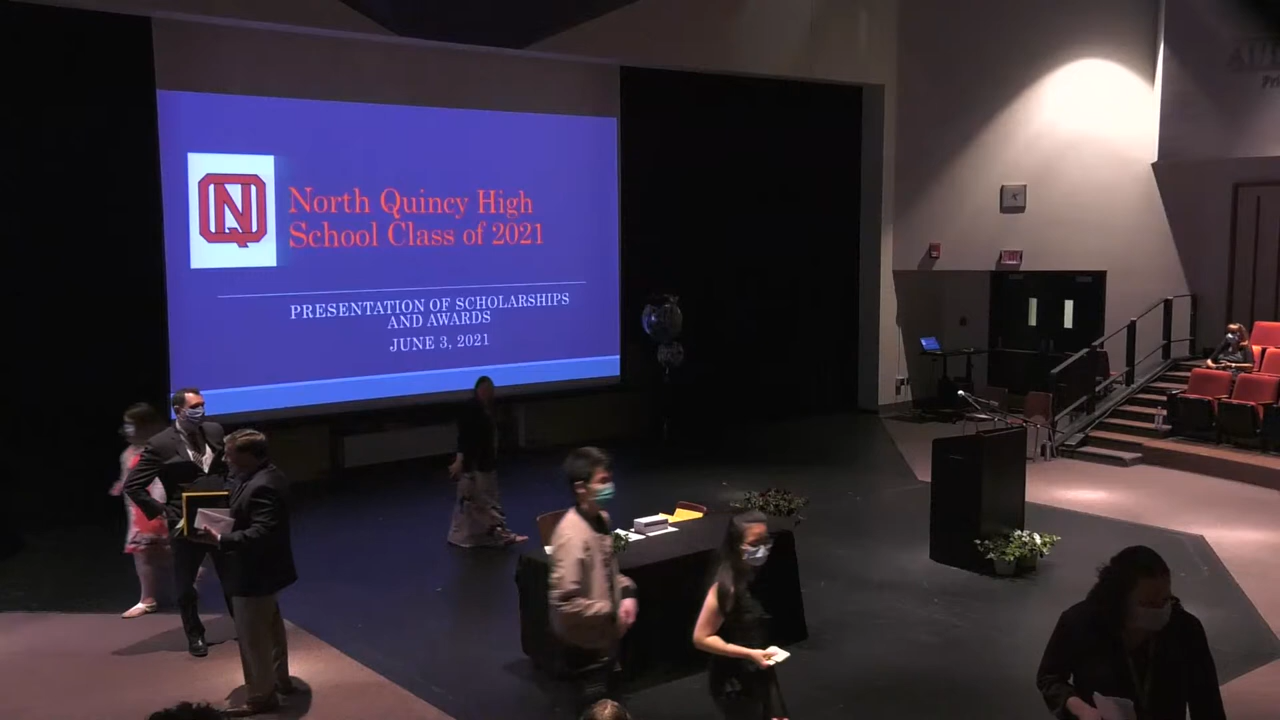 NQ
North Quincy High
School Class of 2021
PRESENTATION OF SCHOLARSHIPS
AND AWARDS
JUNE 3, 2021